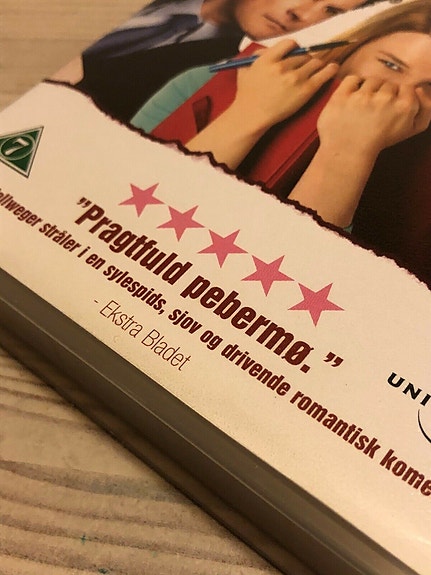 7
"Pragtfuld pebermø."
ellweger stråler i en sylespids, sjov og drivende romantisk kome
- Ekstra Bladet
UNI